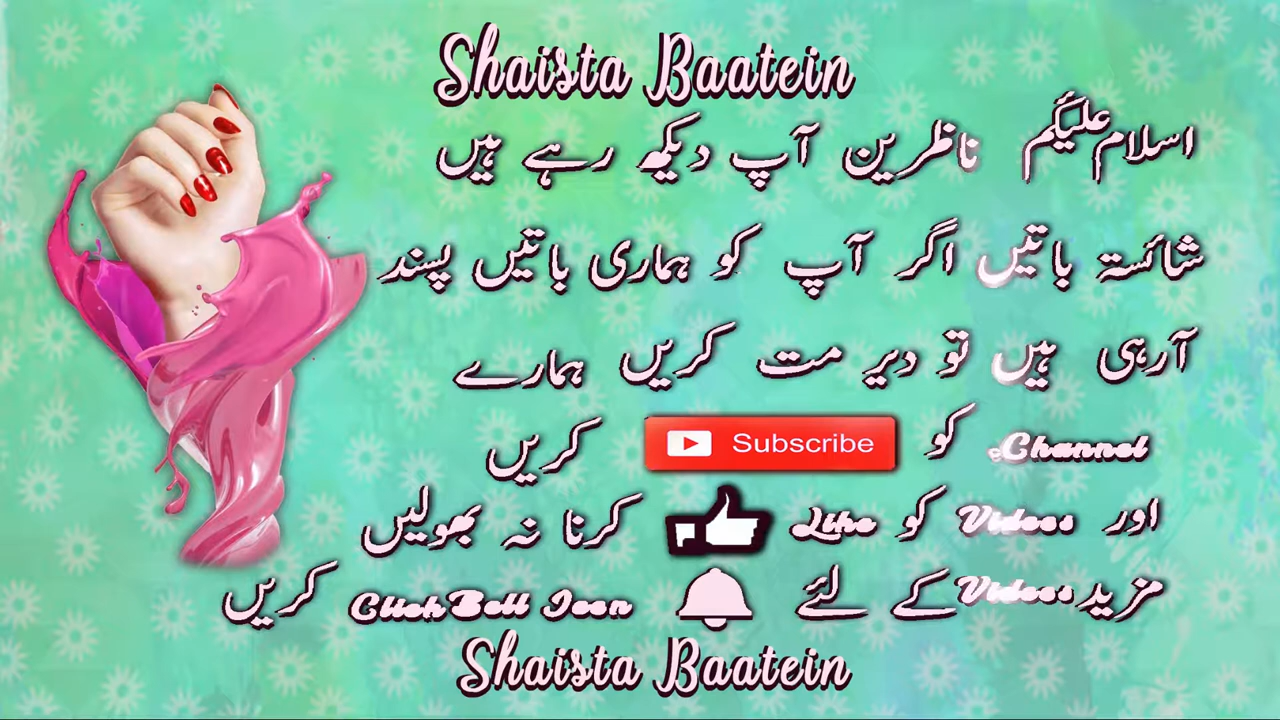 Shaista Baatein
اسلام علیکم ناظرین آپ دیکھ رہے ہیں
شائستہ باتیں اگر آپ کو ہماری باتیں پسند
آرہی ہیں تو دیر مت کریں ہمارے
Channel کو Subscribe کریں
اور Videos کو Like کرنا نہ بھولیں
مزید Videos کے لئے Click Bell Icon کریں
Shaista Baatein